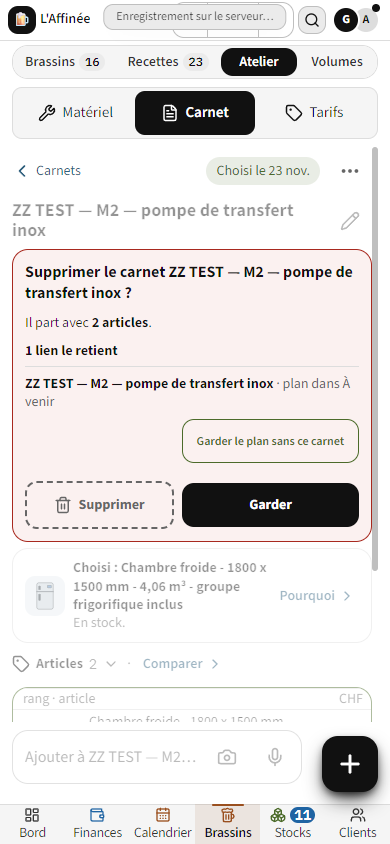 L'Affinée
Enregistrement sur le serveur…
G
A
Brassins 16
Recettes 23
Atelier
Volumes
Matériel
Carnet
Tarifs
Carnets
Choisi le 23 nov.
ZZ TEST — M2 — pompe de transfert
inox
Supprimer le carnet ZZ TEST — M2 — pompe de
transfert inox ?
Il part avec 2 articles.
1 lien le retient
ZZ TEST — M2 — pompe de transfert inox · plan dans À
venir
Garder le plan sans ce carnet
Supprimer
Garder
Choisi : Chambre froide - 1800 x
1500 mm - 4,06 m³ - groupe
frigorifique inclus
En stock.
Pourquoi
Articles 2 · Comparer
rang · article
CHF
Chambre froide - 1800 x 1500 mm
Ajouter à ZZ TEST — M2…
Bord
Finances
Calendrier
Brassins
11
Stocks
Clients